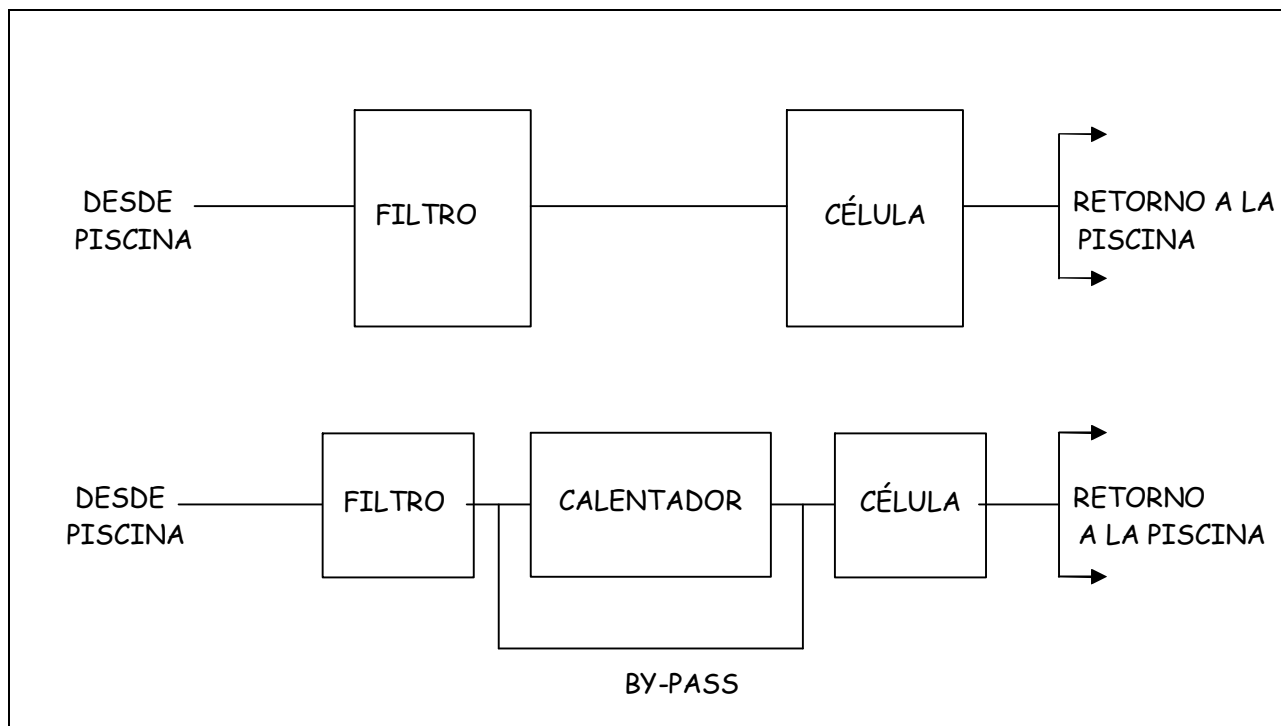 DESDE
PISCINA
FILTRO
CÉLULA
RETORNO A LA
PISCINA
DESDE
PISCINA
FILTRO
CALENTADOR
CÉLULA
RETORNO
A LA PISCINA
BY-PASS